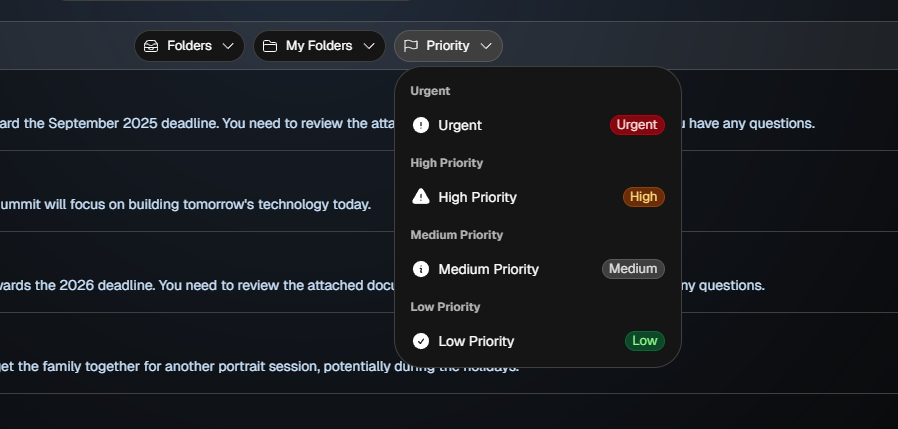 Folders
My Folders
Priority
Urgent
ard the September 2025 deadline. You need to review the atta
Urgent
Urgent
have any questions.
High Priority
High Priority
High
ummit will focus on building tomorrow's technology today.
Medium Priority
Medium Priority
Medium
wards the 2026 deadline. You need to review the attached docu
ny questions.
Low Priority
Low Priority
Low
get the family together for another portrait session, potentially during the holidays.